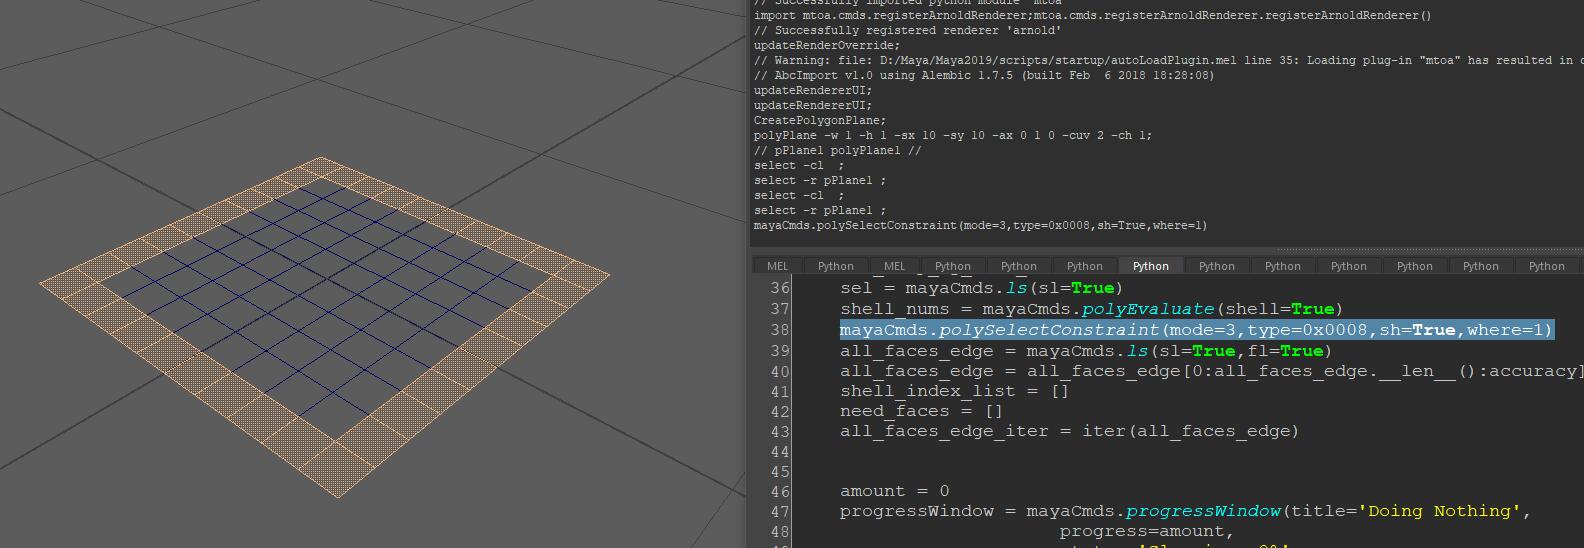 // Successfully imported python module 'mtoa'
import mtoa.cmds.registerArnoldRenderer;mtoa.cmds.registerArnoldRenderer.registerArnoldRenderer()
// Successfully registered renderer 'arnold'
updateRenderOverride;
// Warning: file: D:/Maya/Maya2019/scripts/startup/autoLoadPlugin.mel line 35: Loading plug-in "mtoa" has resulted in
// AbcImport v1.0 using Alembic 1.7.5 (built Feb  6 2018 18:28:08)
updateRendererUI;
updateRendererUI;
CreatePolygonPlane;
polyPlane -w 1 -h 1 -sx 10 -sy 10 -ax 0 1 0 -cuv 2 -ch 1;
// pPlane1 polyPlane1 //
select -cl  ;
select -r pPlane1 ;
select -cl  ;
select -r pPlane1 ;
mayaCmds.polySelectConstraint(mode=3,type=0x0008,sh=True,where=1)
MEL Python MEL Python Python Python Python Python Python Python Python Python Python
36 sel = mayaCmds.ls(sl=True)
37 shell_nums = mayaCmds.polyEvaluate(shell=True)
38 mayaCmds.polySelectConstraint(mode=3,type=0x0008,sh=True,where=1)
39 all_faces_edge = mayaCmds.ls(sl=True,fl=True)
40 all_faces_edge = all_faces_edge[0:all_faces_edge.__len__():accuracy]
41 shell_index_list = []
42 need_faces = []
43 all_faces_edge_iter = iter(all_faces_edge)
44
45
46 amount = 0
47 progressWindow = mayaCmds.progressWindow(title='Doing Nothing',
48 progress=amount,